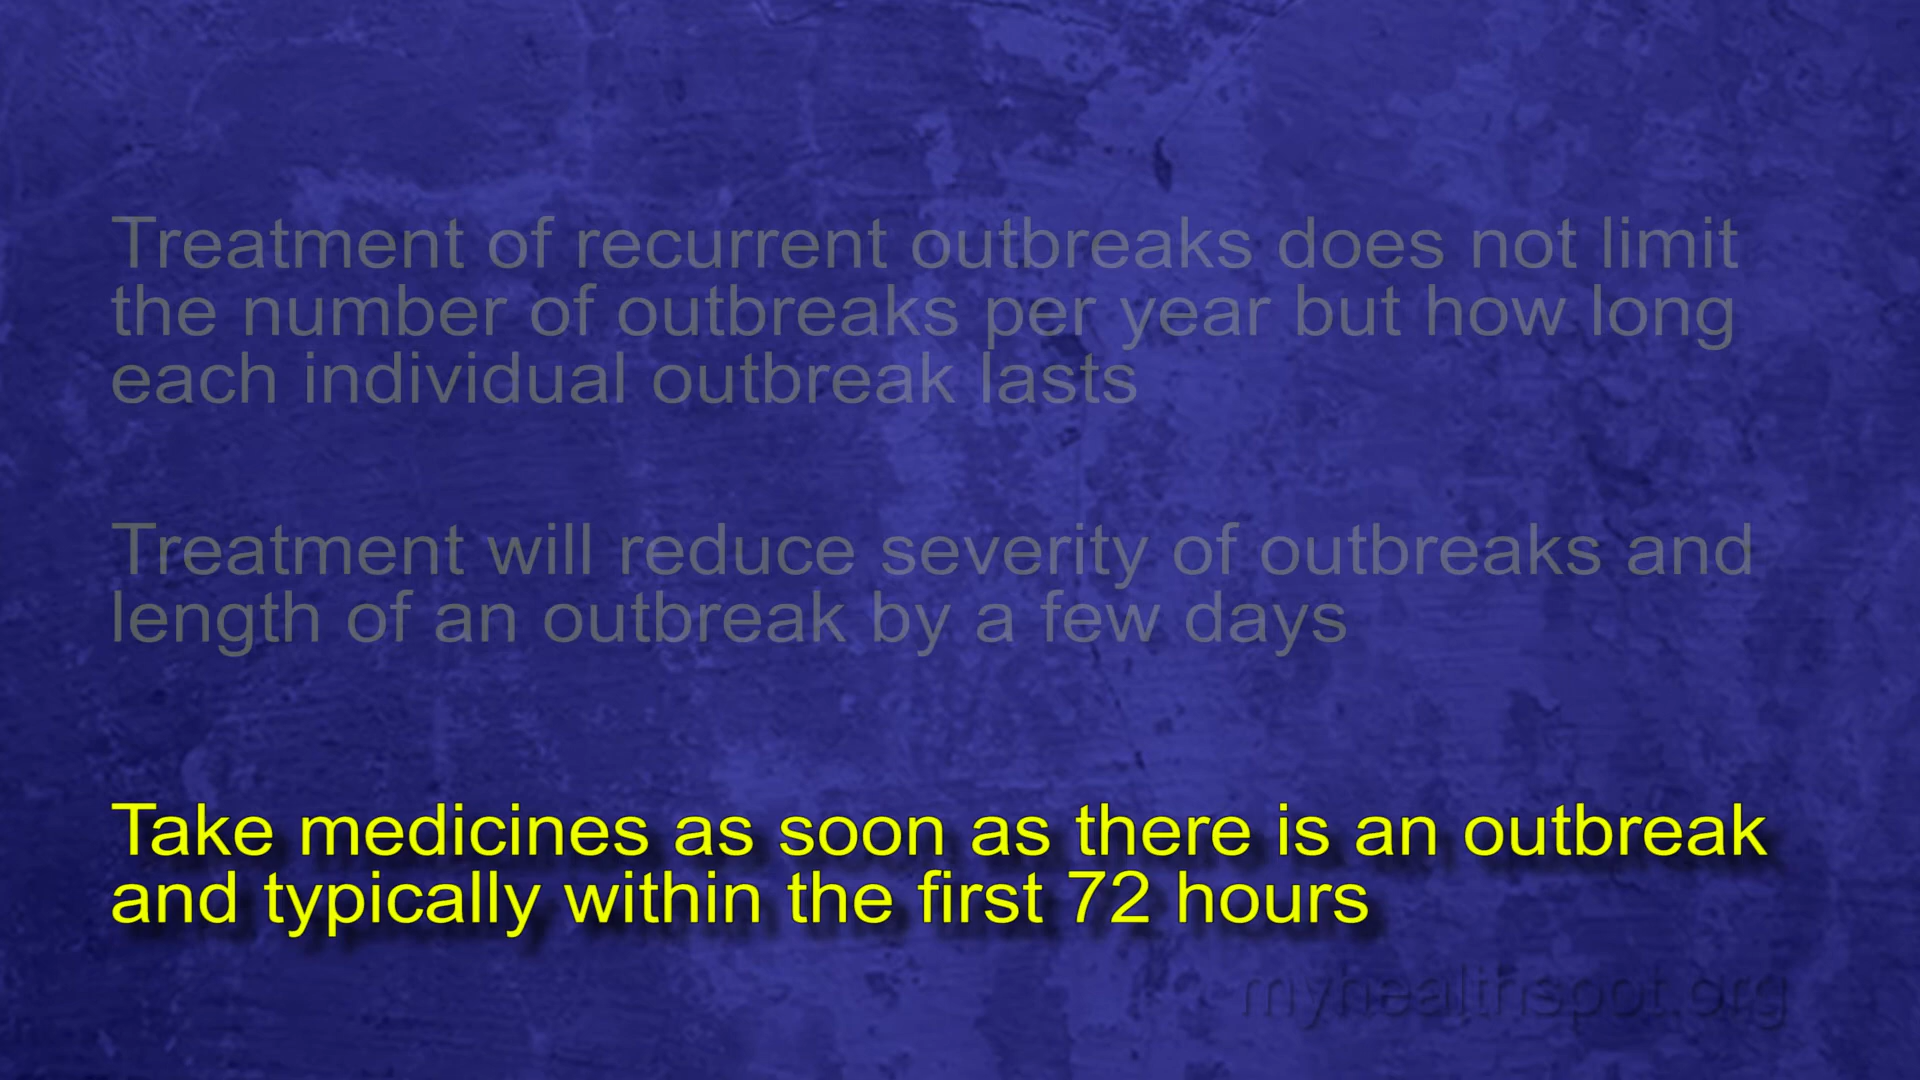 Treatment of recurrent outbreaks does not limit
the number of outbreaks per year but how long
each individual outbreak lasts
Treatment will reduce severity of outbreaks and
length of an outbreak by a few days
Take medicines as soon as there is an outbreak
and typically within the first 72 hours
myhealthspot.org